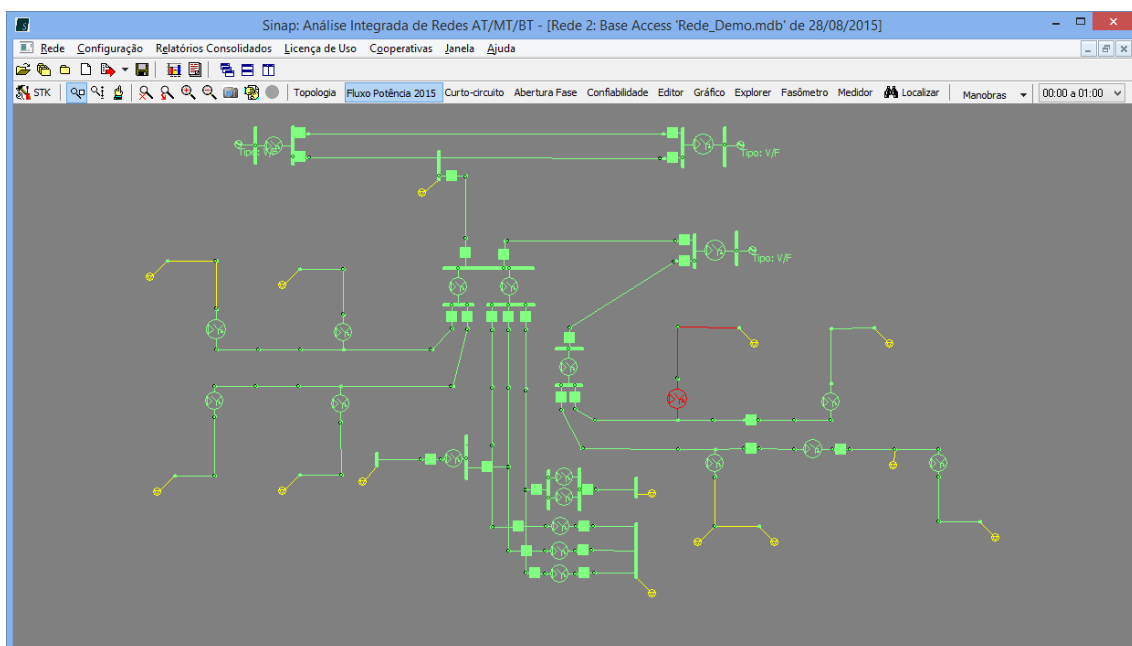 Sinap: Análise Integrada de Redes AT/MT/BT - [Rede 2: Base Access 'Rede_Demo.mdb' de 28/08/2015]
Rede Configuração Relatórios Consolidados Licença de Uso Cooperativas Janela Ajuda
STK Topologia Fluxo Potência 2015 Curto-circuito Abertura Fase Confiabilidade Editor Gráfico Explorer Fasômetro Medidor Localizar Manobras 00:00 a 01:00
Tipo: V/F Tipo: V/F
Tipo: V/F